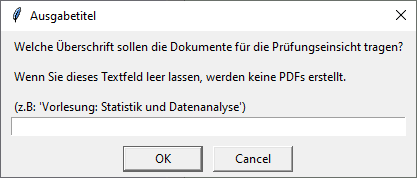 Ausgabetitel
Welche Überschrift sollen die Dokumente für die Prüfungseinsicht tragen?
Wenn Sie dieses Textfeld leer lassen, werden keine PDFs erstellt.
(z.B: 'Vorlesung: Statistik und Datenanalyse')
OK Cancel